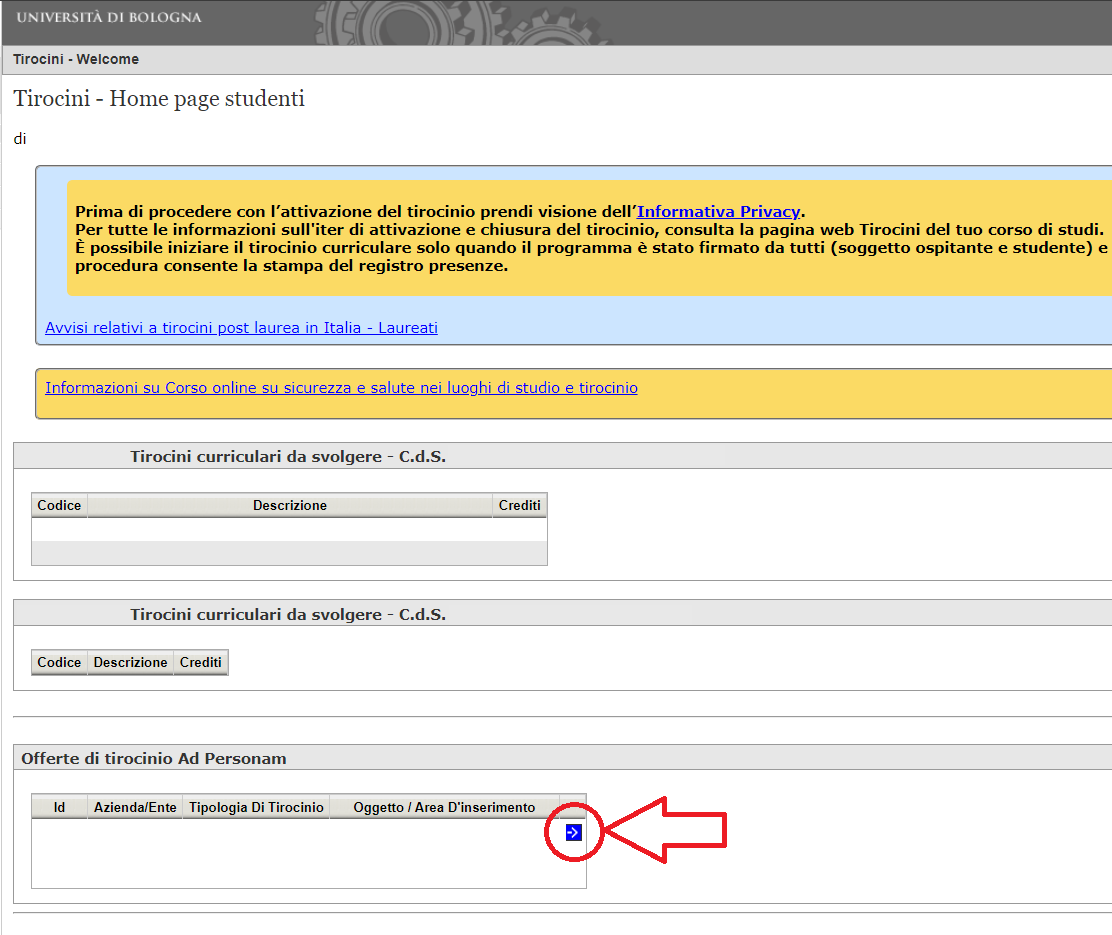 UNIVERSITÀ DI BOLOGNA
Tirocini - Welcome
Tirocini - Home page studenti
di
Prima di procedere con l’attivazione del tirocinio prendi visione dell’Informativa Privacy.
Per tutte le informazioni sull'iter di attivazione e chiusura del tirocinio, consulta la pagina web Tirocini del tuo corso di studi.
È possibile iniziare il tirocinio curriculare solo quando il programma è stato firmato da tutti (soggetto ospitante e studente) e
procedura consente la stampa del registro presenze.
Avvisi relativi a tirocini post laurea in Italia - Laureati
Informazioni su Corso online su sicurezza e salute nei luoghi di studio e tirocinio
Tirocini curriculari da svolgere - C.d.S.
Codice Descrizione Crediti
Tirocini curriculari da svolgere - C.d.S.
Codice Descrizione Crediti
Offerte di tirocinio Ad Personam
Id Azienda/Ente Tipologia Di Tirocinio Oggetto / Area D'inserimento